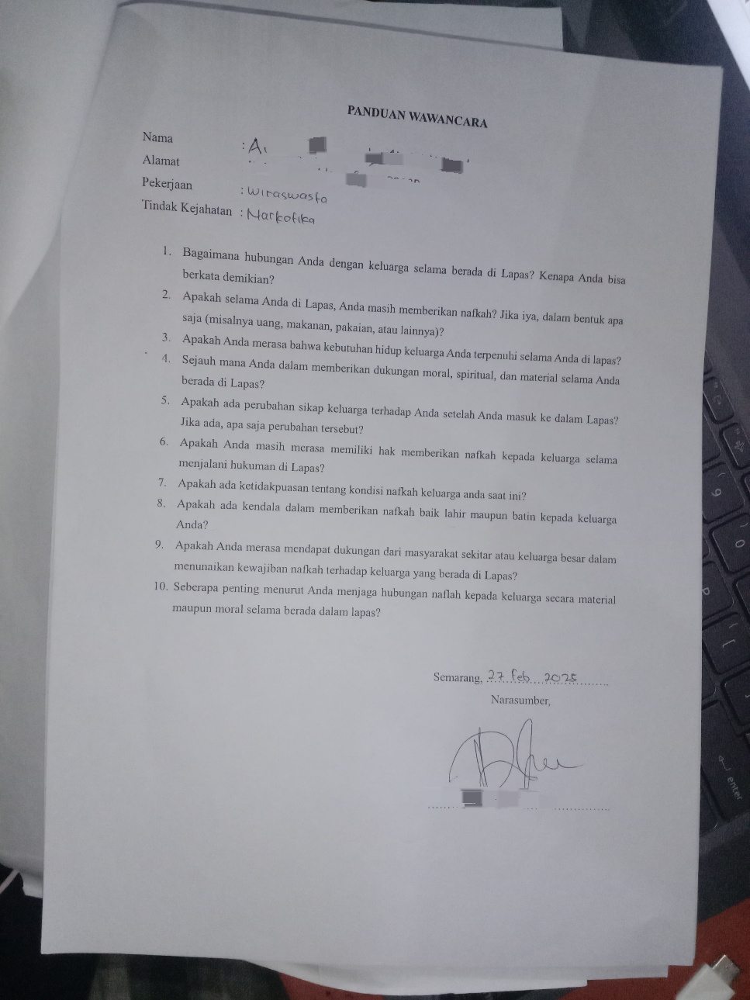 PANDUAN WAWANCARA
Nama :
Alamat
Pekerjaan : Wiraswasta
Tindak Kejahatan : Narkotika
1. Bagaimana hubungan Anda dengan keluarga selama berada di Lapas? Kenapa Anda bisa
berkata demikian?
2. Apakah selama Anda di Lapas, Anda masih memberikan nafkah? Jika iya, dalam bentuk apa
saja (misalnya uang, makanan, pakaian, atau lainnya)?
3. Apakah Anda merasa bahwa kebutuhan hidup keluarga Anda terpenuhi selama Anda di lapas?
4. Sejauh mana Anda dalam memberikan dukungan moral, spiritual, dan material selama Anda
berada di Lapas?
5. Apakah ada perubahan sikap keluarga terhadap Anda setelah Anda masuk ke dalam Lapas?
Jika ada, apa saja perubahan tersebut?
6. Apakah Anda masih merasa memiliki hak memberikan nafkah kepada keluarga selama
menjalani hukuman di Lapas?
7. Apakah ada ketidakpuasan tentang kondisi nafkah keluarga anda saat ini?
8. Apakah ada kendala dalam memberikan nafkah baik lahir maupun batin kepada keluarga
Anda?
9. Apakah Anda merasa mendapat dukungan dari masyarakat sekitar atau keluarga besar dalam
menunaikan kewajiban nafkah terhadap keluarga yang berada di Lapas?
10. Seberapa penting menurut Anda menjaga hubungan naflah kepada keluarga secara material
maupun moral selama berada dalam lapas?
Semarang, 27 Feb 2025
Narasumber,
9
0
P
[
enter